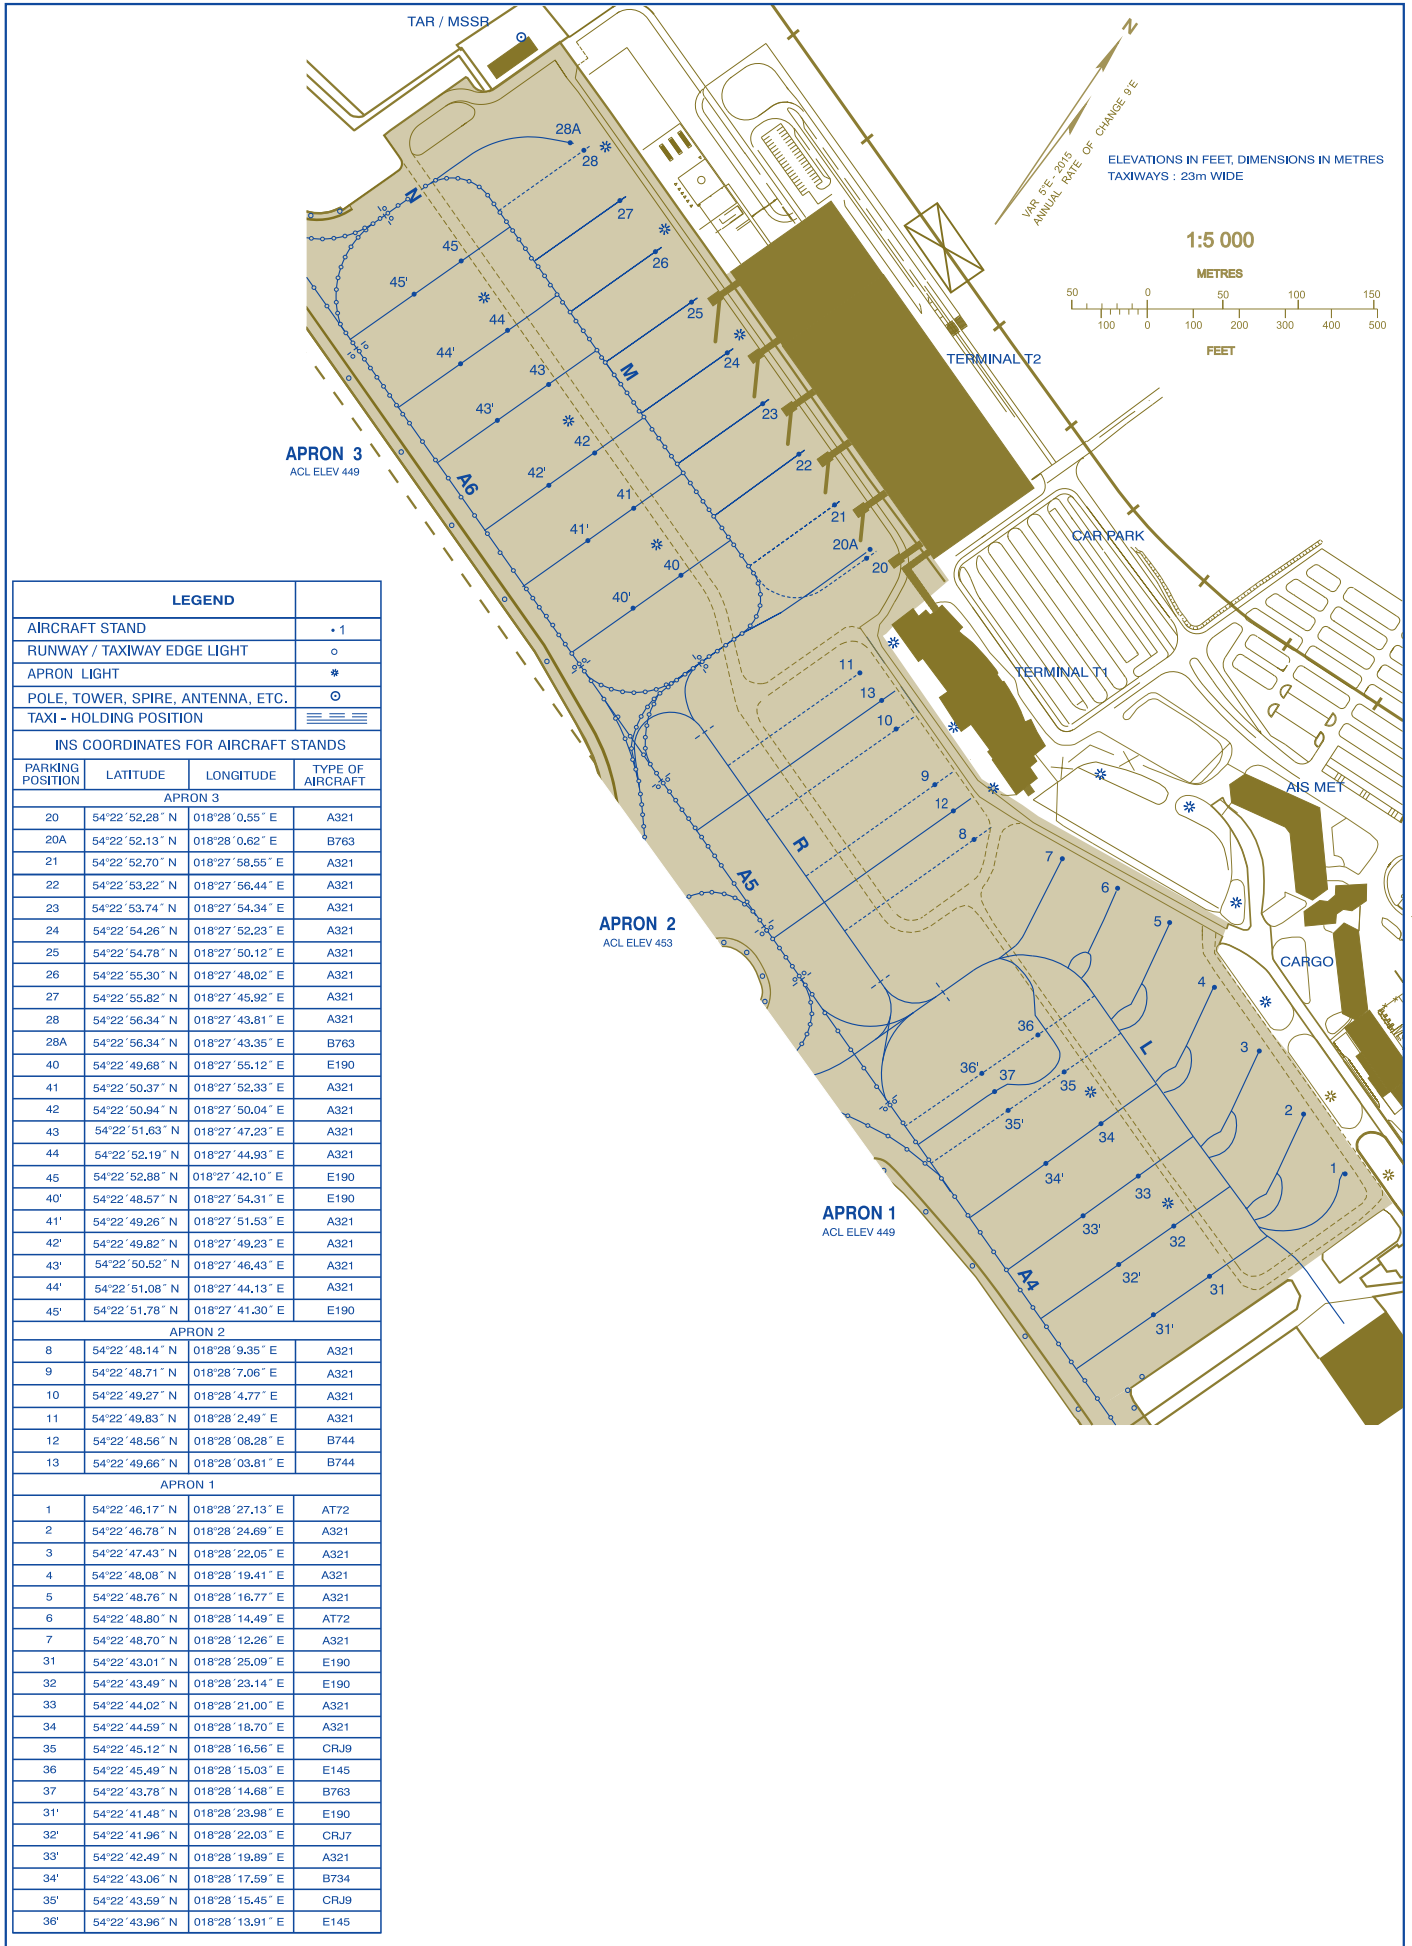 TAR / MSSR
N
VAR 5°E - 2015
ANNUAL RATE OF CHANGE 9'E
ELEVATIONS IN FEET, DIMENSIONS IN METRES
TAXIWAYS : 23m WIDE
1:5 000
METRES
50 0 50 100 150
100 0 100 200 300 400 500
FEET
28A
28
N
27
45
26
45'
25
44
44'
24
TERMINAL T2
M
43
23
43'
APRON 3
ACL ELEV 449
42
22
A6
42'
41
21
CAR PARK
41'
20A
20
40
40'
11
TERMINAL T1
13
10
9
AIS MET
12
8
R
7
A5
6
APRON 2
ACL ELEV 453
5
CARGO
4
36
L
3
36'
37
35
2
35'
34
1
34'
33
APRON 1
ACL ELEV 449
33'
32
A4
32'
31
31'
LEGEND
AIRCRAFT STAND • 1
RUNWAY / TAXIWAY EDGE LIGHT
APRON LIGHT
POLE, TOWER, SPIRE, ANTENNA, ETC.
TAXI - HOLDING POSITION
INS COORDINATES FOR AIRCRAFT STANDS
PARKING POSITION LATITUDE LONGITUDE TYPE OF AIRCRAFT
APRON 3
20 54°22´52.28˝ N 018°28´0.55˝ E A321
20A 54°22´52.13˝ N 018°28´0.62˝ E B763
21 54°22´52.70˝ N 018°27´58.55˝ E A321
22 54°22´53.22˝ N 018°27´56.44˝ E A321
23 54°22´53.74˝ N 018°27´54.34˝ E A321
24 54°22´54.26˝ N 018°27´52.23˝ E A321
25 54°22´54.78˝ N 018°27´50.12˝ E A321
26 54°22´55.30˝ N 018°27´48.02˝ E A321
27 54°22´55.82˝ N 018°27´45.92˝ E A321
28 54°22´56.34˝ N 018°27´43.81˝ E A321
28A 54°22´56.34˝ N 018°27´43.35˝ E B763
40 54°22´49.68˝ N 018°27´55.12˝ E E190
41 54°22´50.37˝ N 018°27´52.33˝ E A321
42 54°22´50.94˝ N 018°27´50.04˝ E A321
43 54°22´51.63˝ N 018°27´47.23˝ E A321
44 54°22´52.19˝ N 018°27´44.93˝ E A321
45 54°22´52.88˝ N 018°27´42.10˝ E E190
40' 54°22´48.57˝ N 018°27´54.31˝ E E190
41' 54°22´49.26˝ N 018°27´51.53˝ E A321
42' 54°22´49.82˝ N 018°27´49.23˝ E A321
43' 54°22´50.52˝ N 018°27´46.43˝ E A321
44' 54°22´51.08˝ N 018°27´44.13˝ E A321
45' 54°22´51.78˝ N 018°27´41.30˝ E E190
APRON 2
8 54°22´48.14˝ N 018°28´9.35˝ E A321
9 54°22´48.71˝ N 018°28´7.06˝ E A321
10 54°22´49.27˝ N 018°28´4.77˝ E A321
11 54°22´49.83˝ N 018°28´2.49˝ E A321
12 54°22´48.56˝ N 018°28´08.28˝ E B744
13 54°22´49.66˝ N 018°28´03.81˝ E B744
APRON 1
1 54°22´46.17˝ N 018°28´27.13˝ E AT72
2 54°22´46.78˝ N 018°28´24.69˝ E A321
3 54°22´47.43˝ N 018°28´22.05˝ E A321
4 54°22´48.08˝ N 018°28´19.41˝ E A321
5 54°22´48.76˝ N 018°28´16.77˝ E A321
6 54°22´48.80˝ N 018°28´14.49˝ E AT72
7 54°22´48.70˝ N 018°28´12.26˝ E A321
31 54°22´43.01˝ N 018°28´25.09˝ E E190
32 54°22´43.49˝ N 018°28´23.14˝ E E190
33 54°22´44.02˝ N 018°28´21.00˝ E A321
34 54°22´44.59˝ N 018°28´18.70˝ E A321
35 54°22´45.12˝ N 018°28´16.56˝ E CRJ9
36 54°22´45.49˝ N 018°28´15.03˝ E E145
37 54°22´43.78˝ N 018°28´14.68˝ E B763
31' 54°22´41.48˝ N 018°28´23.98˝ E E190
32' 54°22´41.96˝ N 018°28´22.03˝ E CRJ7
33' 54°22´42.49˝ N 018°28´19.89˝ E A321
34' 54°22´43.06˝ N 018°28´17.59˝ E B734
35' 54°22´43.59˝ N 018°28´15.45˝ E CRJ9
36' 54°22´43.96˝ N 018°28´13.91˝ E E145